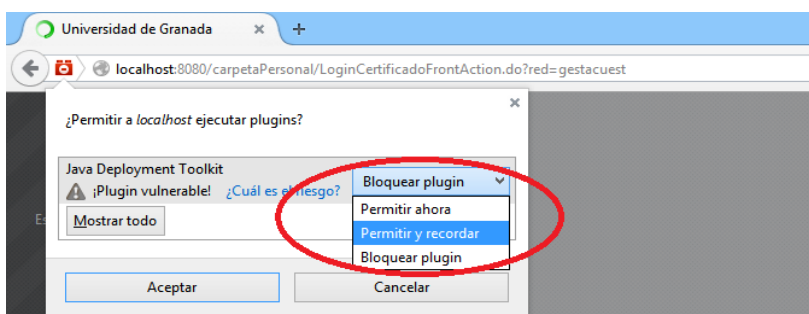 Universidad de Granada
localhost:8080/carpetaPersonal/LoginCertificadoFrontAction.do?red=gestacuest
¿Permitir a localhost ejecutar plugins?
Java Deployment Toolkit
¡Plugin vulnerable! ¿Cuál es el riesgo?
Bloquear plugin
Permitir ahora
Mostrar todo
Permitir y recordar
Bloquear plugin
Aceptar Cancelar